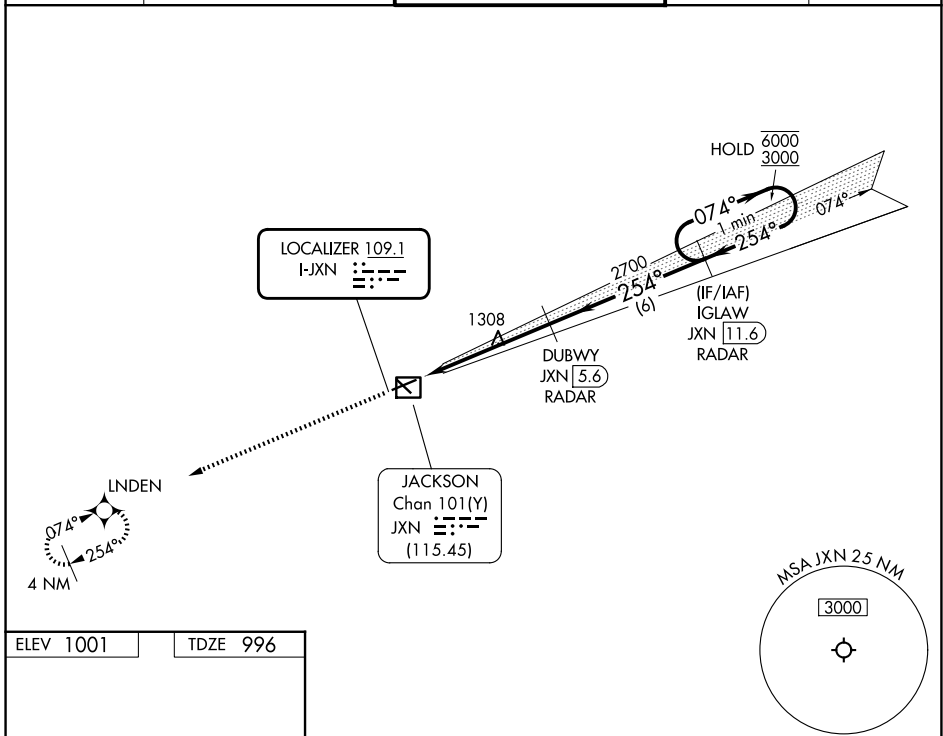 HOLD 6000
3000
074°
1 min
254°
074°
LOCALIZER 109.1
I-JXN
2700
254°
(6)
(IF/IAF)
IGLAW
JXN 11.6
RADAR
1308
DUBWY
JXN 5.6
RADAR
JACKSON
Chan 101(Y)
JXN
(115.45)
LNDEN
074°
254°
4 NM
MSA JXN 25 NM
3000
ELEV 1001
TDZE 996